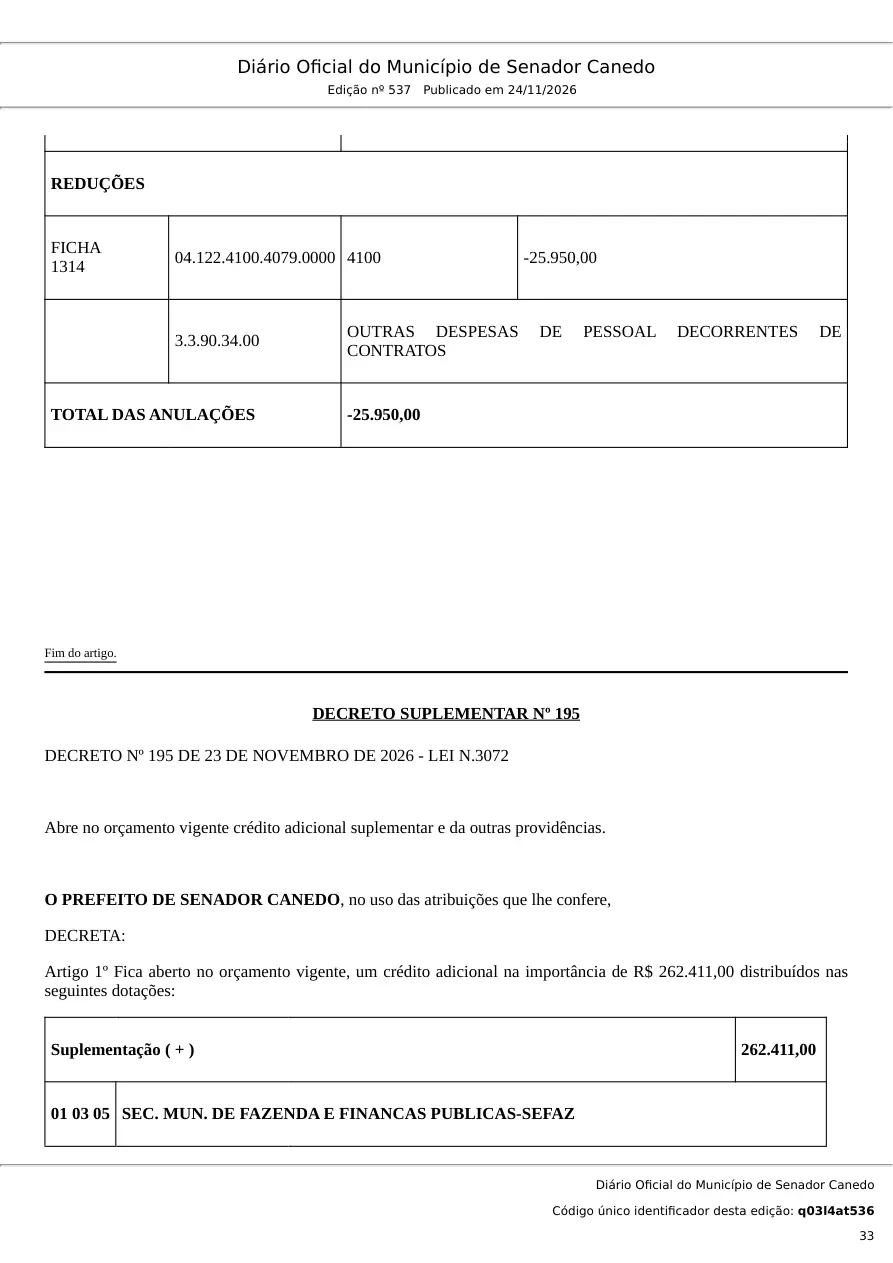 Diário Oficial do Município de Senador Canedo
Edição nº 537 Publicado em 24/11/2026
REDUÇÕES
FICHA
1314
04.122.4100.4079.0000
4100
-25.950,00
3.3.90.34.00
OUTRAS DESPESAS DE PESSOAL DECORRENTES DE
CONTRATOS
TOTAL DAS ANULAÇÕES
-25.950,00
Fim do artigo.
DECRETO SUPLEMENTAR Nº 195
DECRETO Nº 195 DE 23 DE NOVEMBRO DE 2026 - LEI N.3072
Abre no orçamento vigente crédito adicional suplementar e da outras providências.
O PREFEITO DE SENADOR CANEDO, no uso das atribuições que lhe confere,
DECRETA:
Artigo 1º Fica aberto no orçamento vigente, um crédito adicional na importância de R$ 262.411,00 distribuídos nas
seguintes dotações:
Suplementação ( + )
262.411,00
01 03 05
SEC. MUN. DE FAZENDA E FINANCAS PUBLICAS-SEFAZ
Diário Oficial do Município de Senador Canedo
Código único identificador desta edição: q03l4at536
33